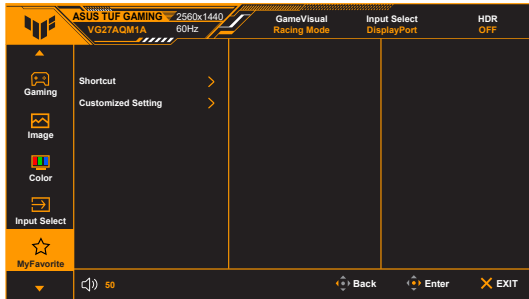 ASUS TUF GAMING 2560x1440
VG27AQM1A 60Hz
GameVisual
Racing Mode
Input Select
DisplayPort
HDR
OFF
Gaming
Image
Color
Input Select
MyFavorite
Shortcut
Customized Setting
50
Back
Enter
EXIT